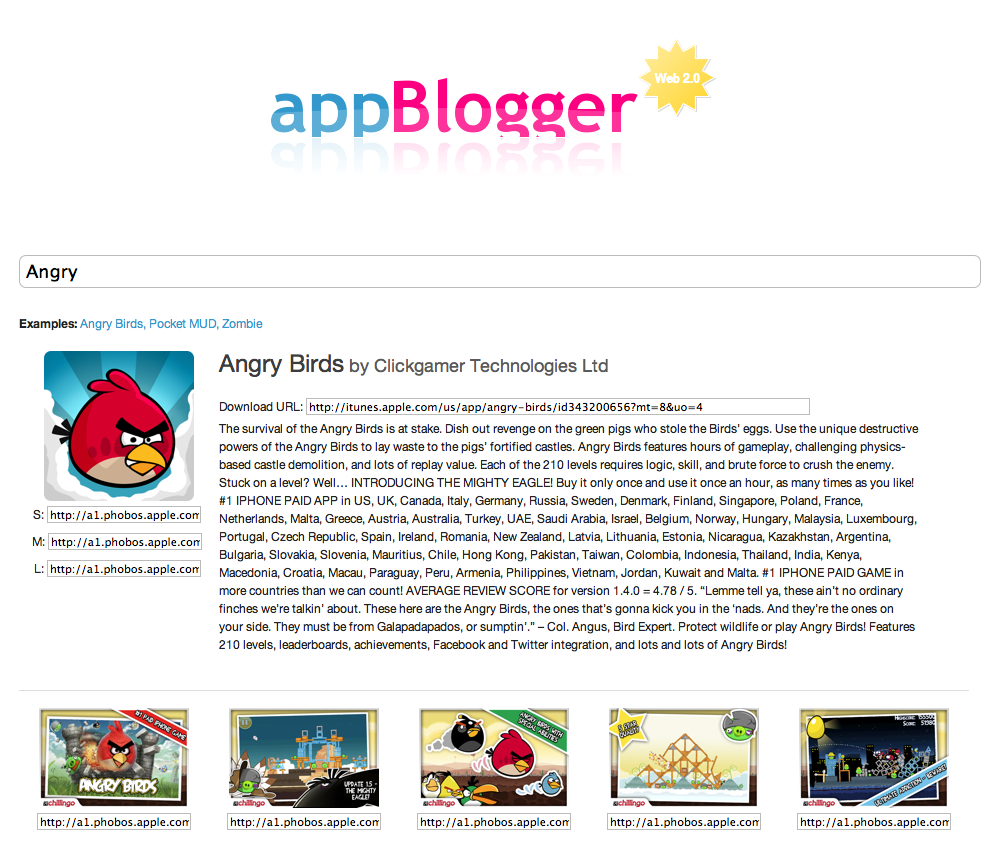 appBlogger
Web 2.0
Angry
Examples: Angry Birds, Pocket MUD, Zombie
Angry Birds by Clickgamer Technologies Ltd
Download URL: http://itunes.apple.com/us/app/angry-birds/id343200656?mt=8&uo=4
The survival of the Angry Birds is at stake. Dish out revenge on the green pigs who stole the Birds' eggs. Use the unique destructive
powers of the Angry Birds to lay waste to the pigs' fortified castles. Angry Birds features hours of gameplay, challenging physics-
based castle demolition, and lots of replay value. Each of the 210 levels requires logic, skill, and brute force to crush the enemy.
Stuck on a level? Well… INTRODUCING THE MIGHTY EAGLE! Buy it only once and use it once an hour, as many times as you like!
#1 IPHONE PAID APP in US, UK, Canada, Italy, Germany, Russia, Sweden, Denmark, Finland, Singapore, Poland, France,
Netherlands, Malta, Greece, Austria, Australia, Turkey, UAE, Saudi Arabia, Israel, Belgium, Norway, Hungary, Malaysia, Luxembourg,
Portugal, Czech Republic, Spain, Ireland, Romania, New Zealand, Latvia, Lithuania, Estonia, Nicaragua, Kazakhstan, Argentina,
Bulgaria, Slovakia, Slovenia, Mauritius, Chile, Hong Kong, Pakistan, Taiwan, Colombia, Indonesia, Thailand, India, Kenya,
Macedonia, Croatia, Macau, Paraguay, Peru, Armenia, Philippines, Vietnam, Jordan, Kuwait and Malta. #1 IPHONE PAID GAME in
more countries than we can count! AVERAGE REVIEW SCORE for version 1.4.0 = 4.78 / 5. “Lemme tell ya, these ain't no ordinary
finches we're talkin' about. These here are the Angry Birds, the ones that's gonna kick you in the 'nads. And they're the ones on
your side. They must be from Galapadapados, or sumptin'.” – Col. Angus, Bird Expert. Protect wildlife or play Angry Birds! Features
210 levels, leaderboards, achievements, Facebook and Twitter integration, and lots and lots of Angry Birds!
S: http://a1.phobos.apple.com
M: http://a1.phobos.apple.com
L: http://a1.phobos.apple.com
#1 PAID IPHONE GAME
ANGRY BIRDS
chillingo
UPDATE 1.5 -
THE MIGHTY
EAGLE!
chillingo
ANGRY BIRDS WITH
SPECIAL ABILITIES
chillingo
5 STAR
QUALITY
chillingo
HIGHSCORE: 155500
SCORE: 51380
ULTIMATE ADDICTION - BEWARE!
chillingo
http://a1.phobos.apple.com
http://a1.phobos.apple.com
http://a1.phobos.apple.com
http://a1.phobos.apple.com
http://a1.phobos.apple.com